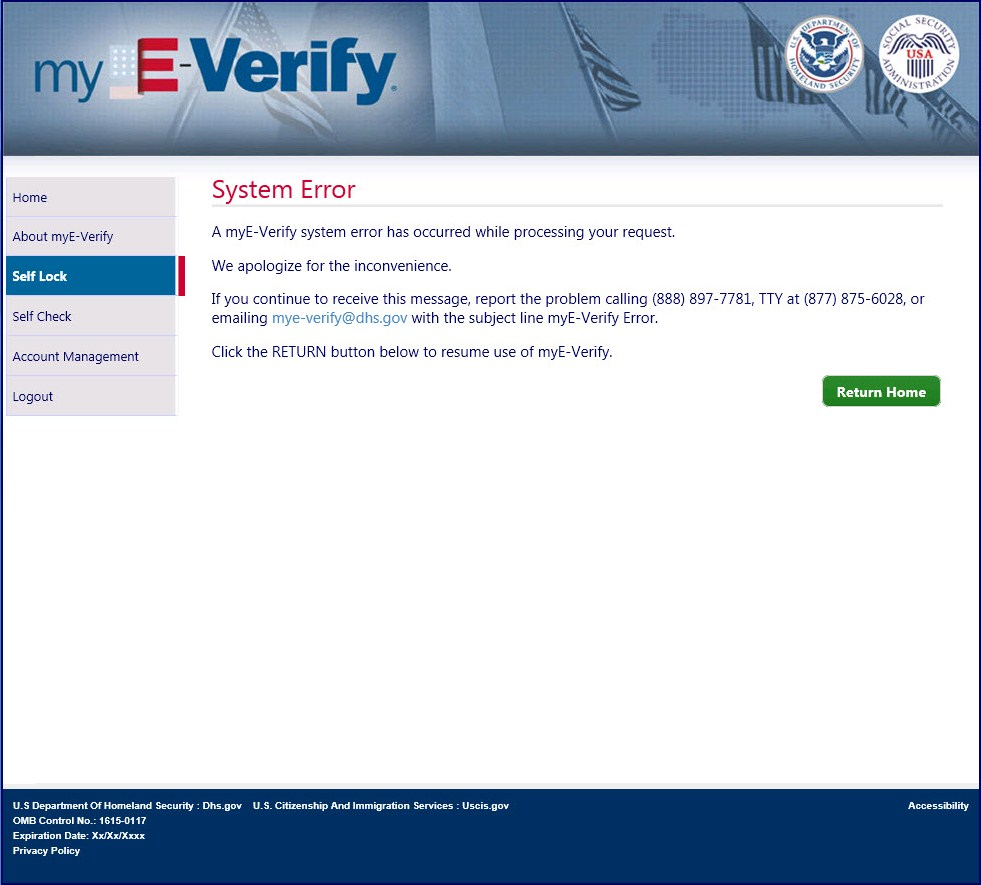 my E-Verify®
U.S. DEPARTMENT OF HOMELAND SECURITY
SOCIAL SECURITY ADMINISTRATION
USA
Home
About myE-Verify
Self Lock
Self Check
Account Management
Logout
System Error
A myE-Verify system error has occurred while processing your request.
We apologize for the inconvenience.
If you continue to receive this message, report the problem calling (888) 897-7781, TTY at (877) 875-6028, or
emailing mye-verify@dhs.gov with the subject line myE-Verify Error.
Click the RETURN button below to resume use of myE-Verify.
Return Home
U.S Department Of Homeland Security : Dhs.gov U.S. Citizenship And Immigration Services : Uscis.gov
Accessibility
OMB Control No.: 1615-0117
Expiration Date: Xx/Xx/Xxxx
Privacy Policy